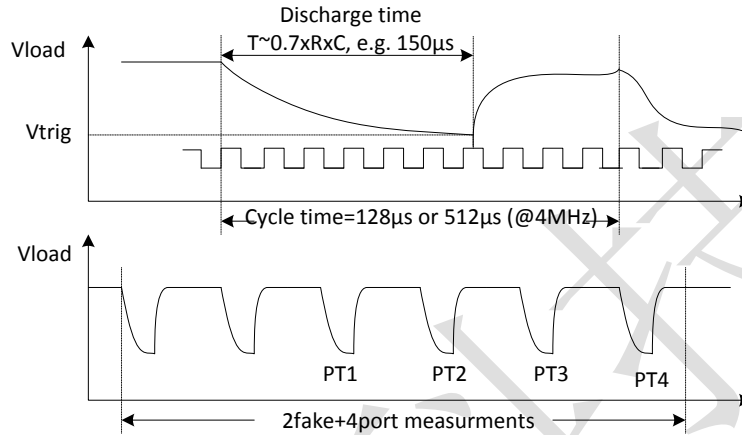 Discharge time
T~0.7xRxC, e.g. 150µs
Vload
Vtrig
Cycle time=128µs or 512µs (@4MHz)
Vload
PT1 PT2 PT3 PT4
2fake+4port measurments